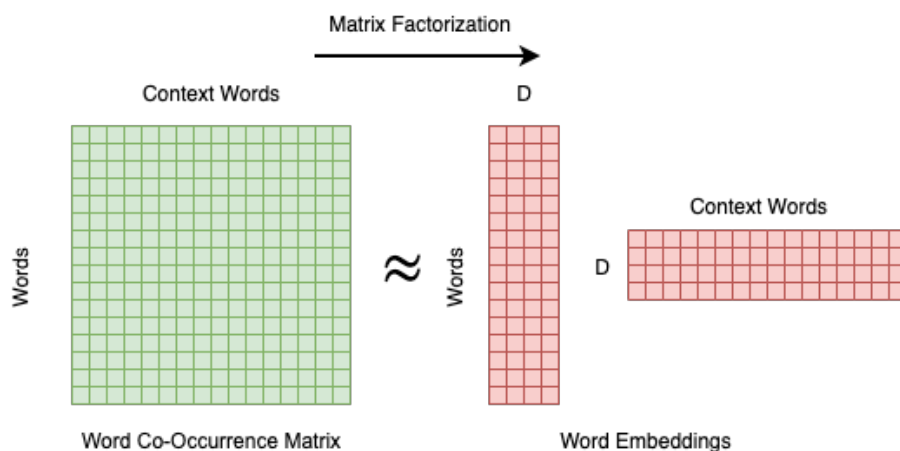 Matrix Factorization
Context Words
D
Words
≈
Words
D
Context Words
Word Co-Occurrence Matrix
Word Embeddings